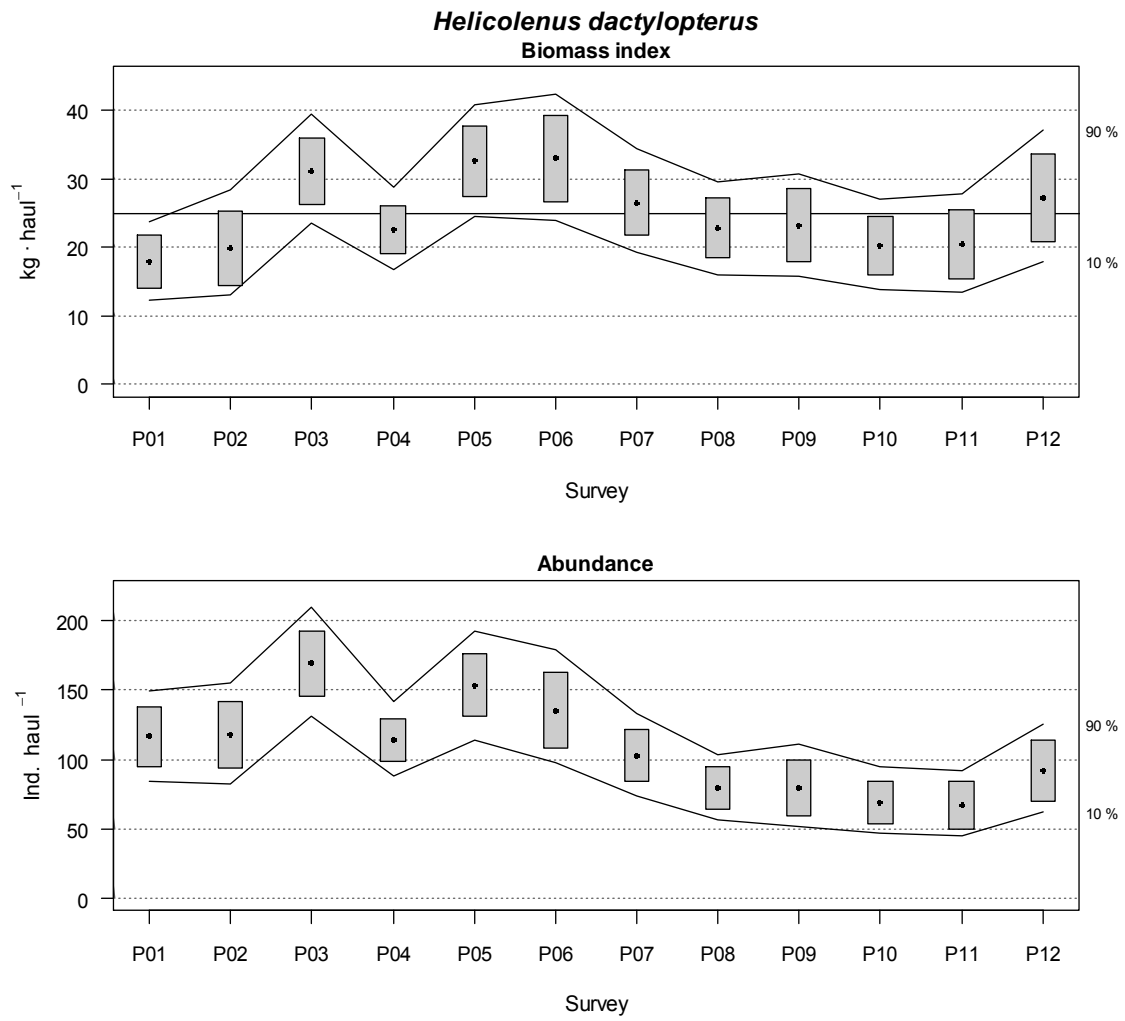 Helicolenus dactylopterus
Biomass index
kg · haul⁻¹
40
30
20
10
0
90 %
10 %
P01 P02 P03 P04 P05 P06 P07 P08 P09 P10 P11 P12
Survey
Abundance
Ind. haul ⁻¹
200
150
100
50
0
90 %
10 %
P01 P02 P03 P04 P05 P06 P07 P08 P09 P10 P11 P12
Survey